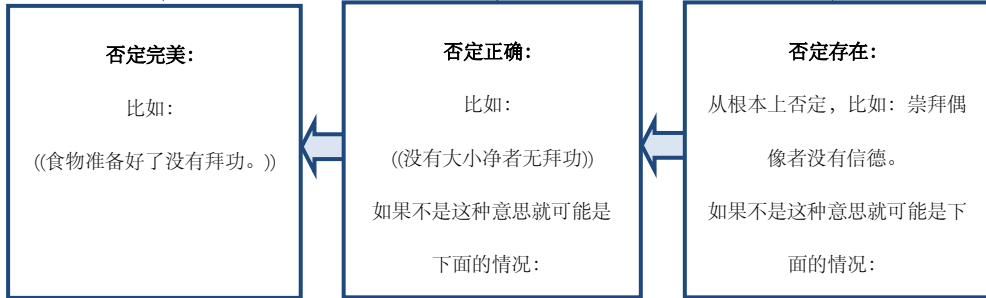 否定存在：
从根本上否定，比如：崇拜偶
像者没有信德。
如果不是这种意思就可能是下
面的情况：
否定正确：
比如：
((没有大小净者无拜功))
如果不是这种意思就可能是
下面的情况：
否定完美：
比如：
((食物准备好了没有拜功。))